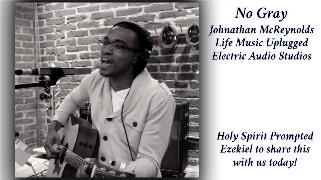 No Gray
Johnathan McReynolds
Life Music Uplugged
Electric Audio Studios
Holy Spirit Prompted
Ezekiel to share this
with us today!